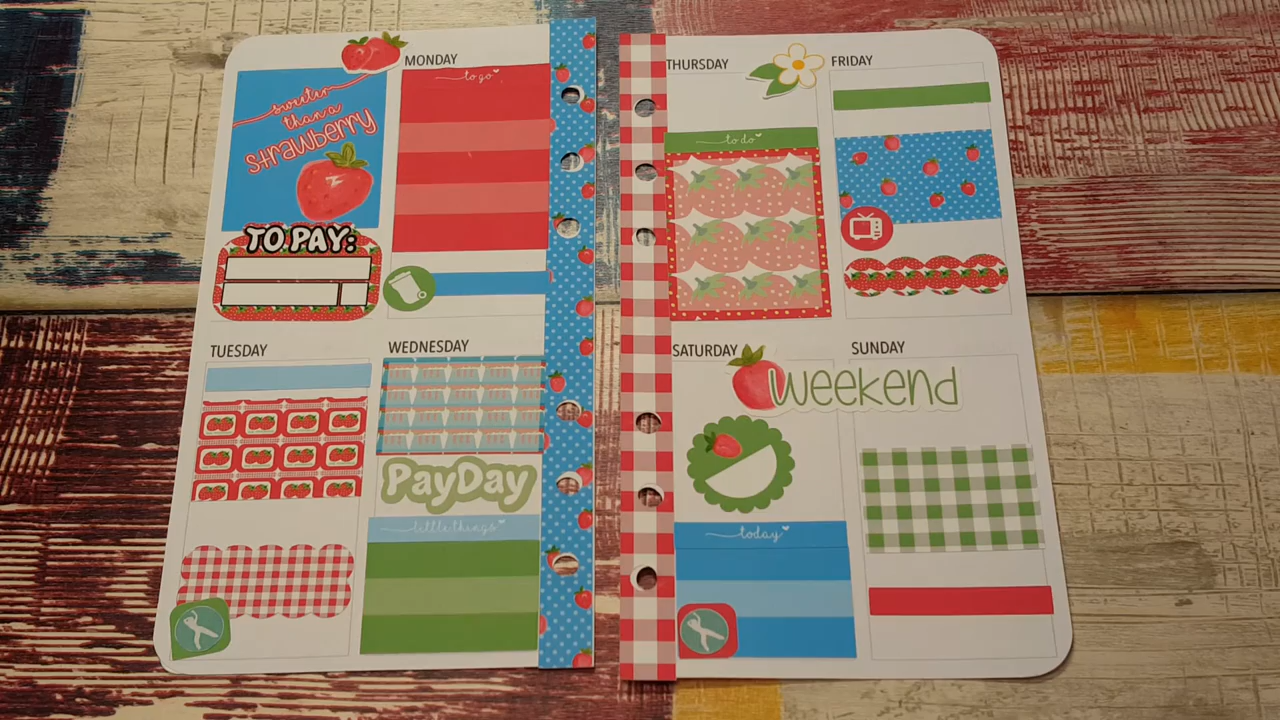 sweeter
than a
strawberry
TO PAY:
MONDAY
to go
TUESDAY
WEDNESDAY
PayDay
little things
THURSDAY
to do
FRIDAY
SATURDAY
SUNDAY
weekend
today